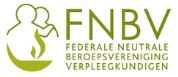 FNBV
FEDERALE NEUTRALE
BEROEPSVERENIGING
VERPLEEGKUNDIGEN